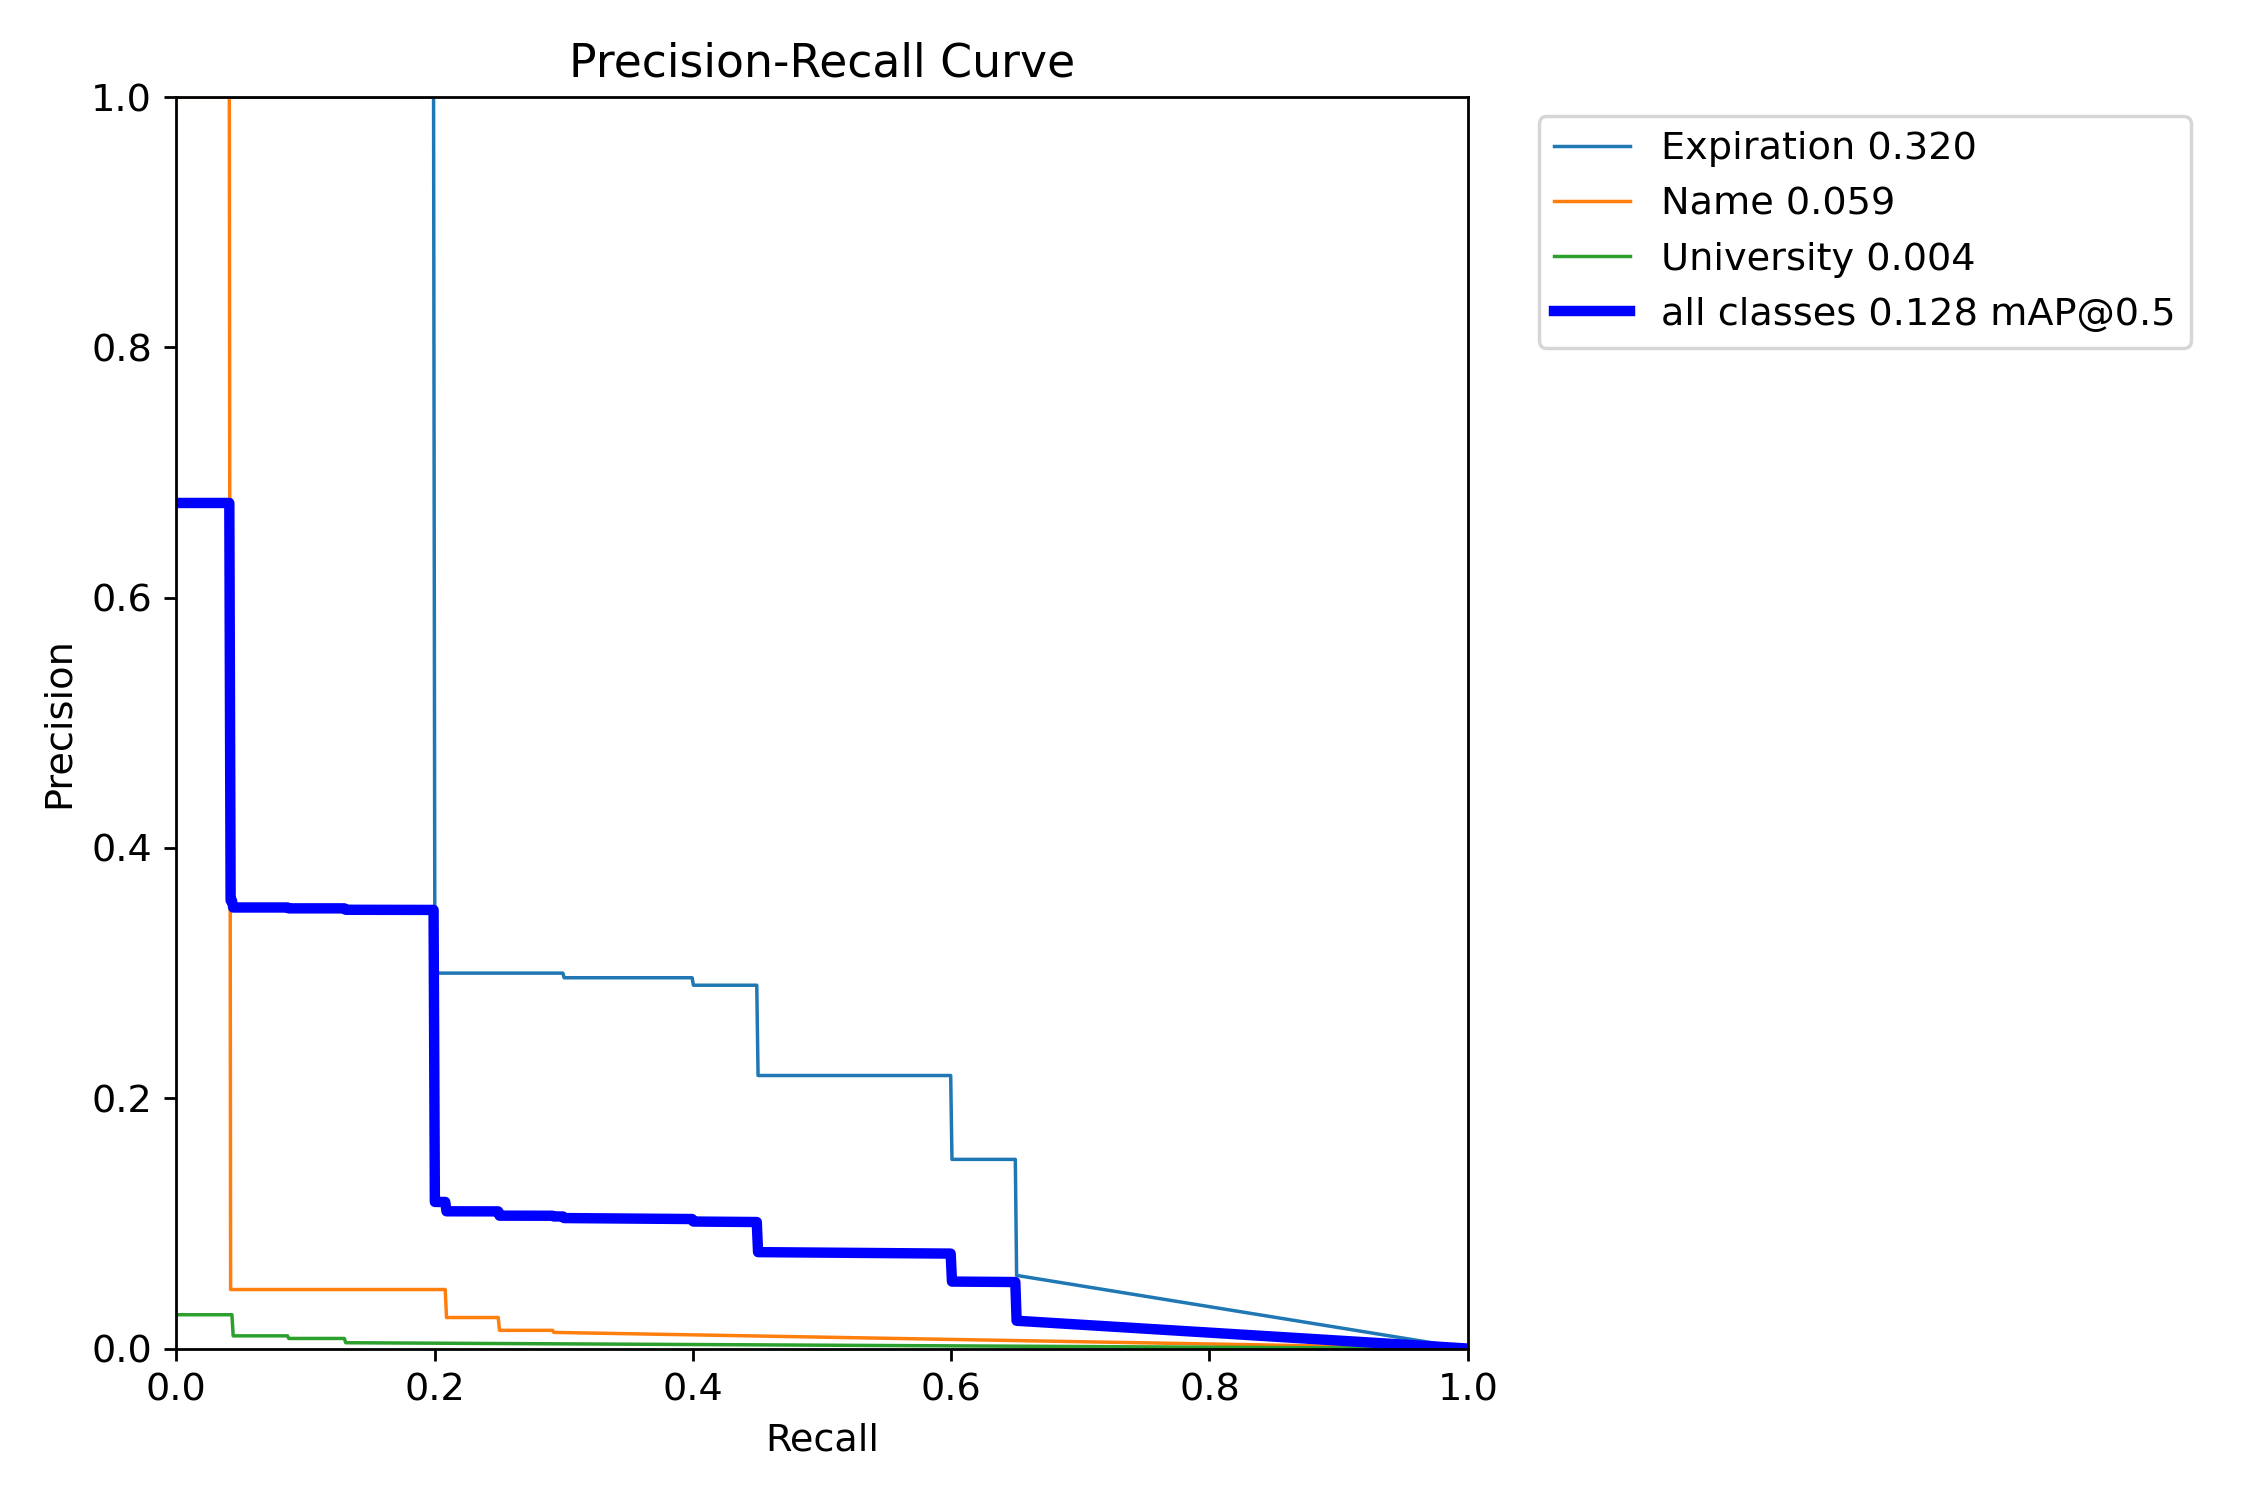 Precision-Recall Curve
1.0
0.8
0.6
0.4
0.2
0.0
Precision
0.0 0.2 0.4 0.6 0.8 1.0
Recall
Expiration 0.320
Name 0.059
University 0.004
all classes 0.128 mAP@0.5